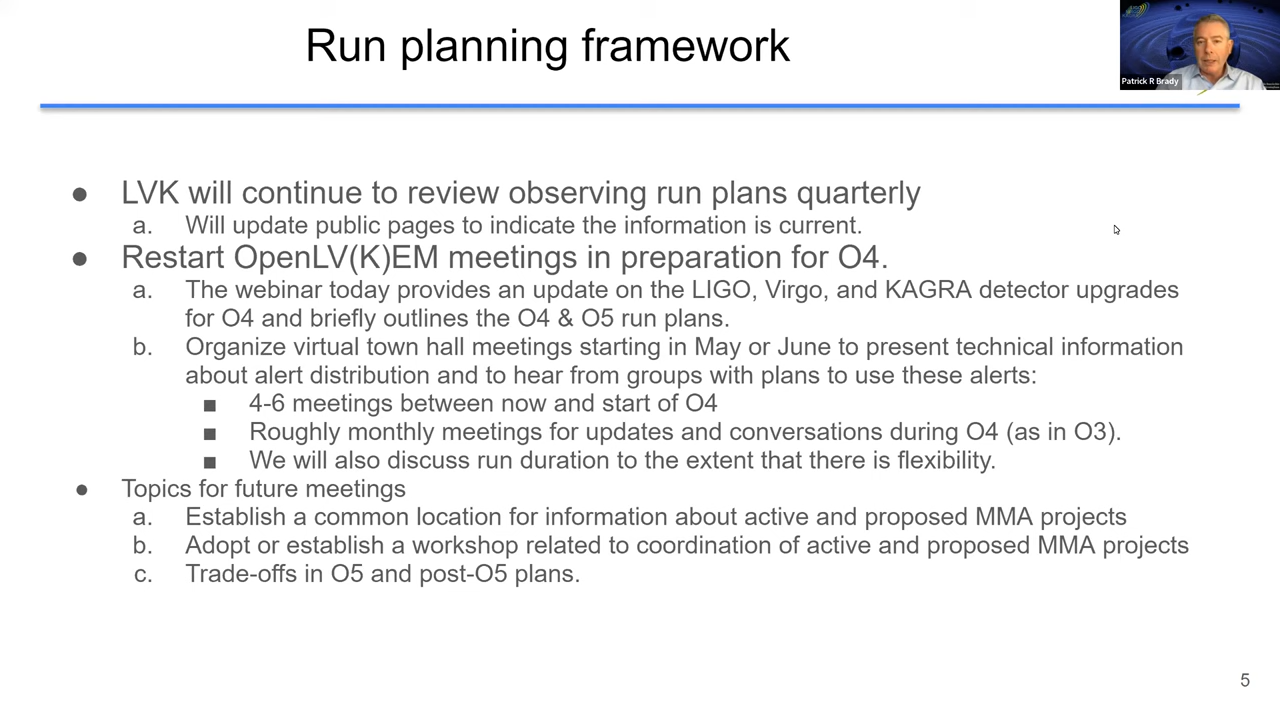 Run planning framework
Patrick R Brady
● LVK will continue to review observing run plans quarterly
a. Will update public pages to indicate the information is current.
● Restart OpenLV(K)EM meetings in preparation for O4.
a. The webinar today provides an update on the LIGO, Virgo, and KAGRA detector upgrades
for O4 and briefly outlines the O4 & O5 run plans.
b. Organize virtual town hall meetings starting in May or June to present technical information
about alert distribution and to hear from groups with plans to use these alerts:
■ 4-6 meetings between now and start of O4
■ Roughly monthly meetings for updates and conversations during O4 (as in O3).
■ We will also discuss run duration to the extent that there is flexibility.
● Topics for future meetings
a. Establish a common location for information about active and proposed MMA projects
b. Adopt or establish a workshop related to coordination of active and proposed MMA projects
c. Trade-offs in O5 and post-O5 plans.
5